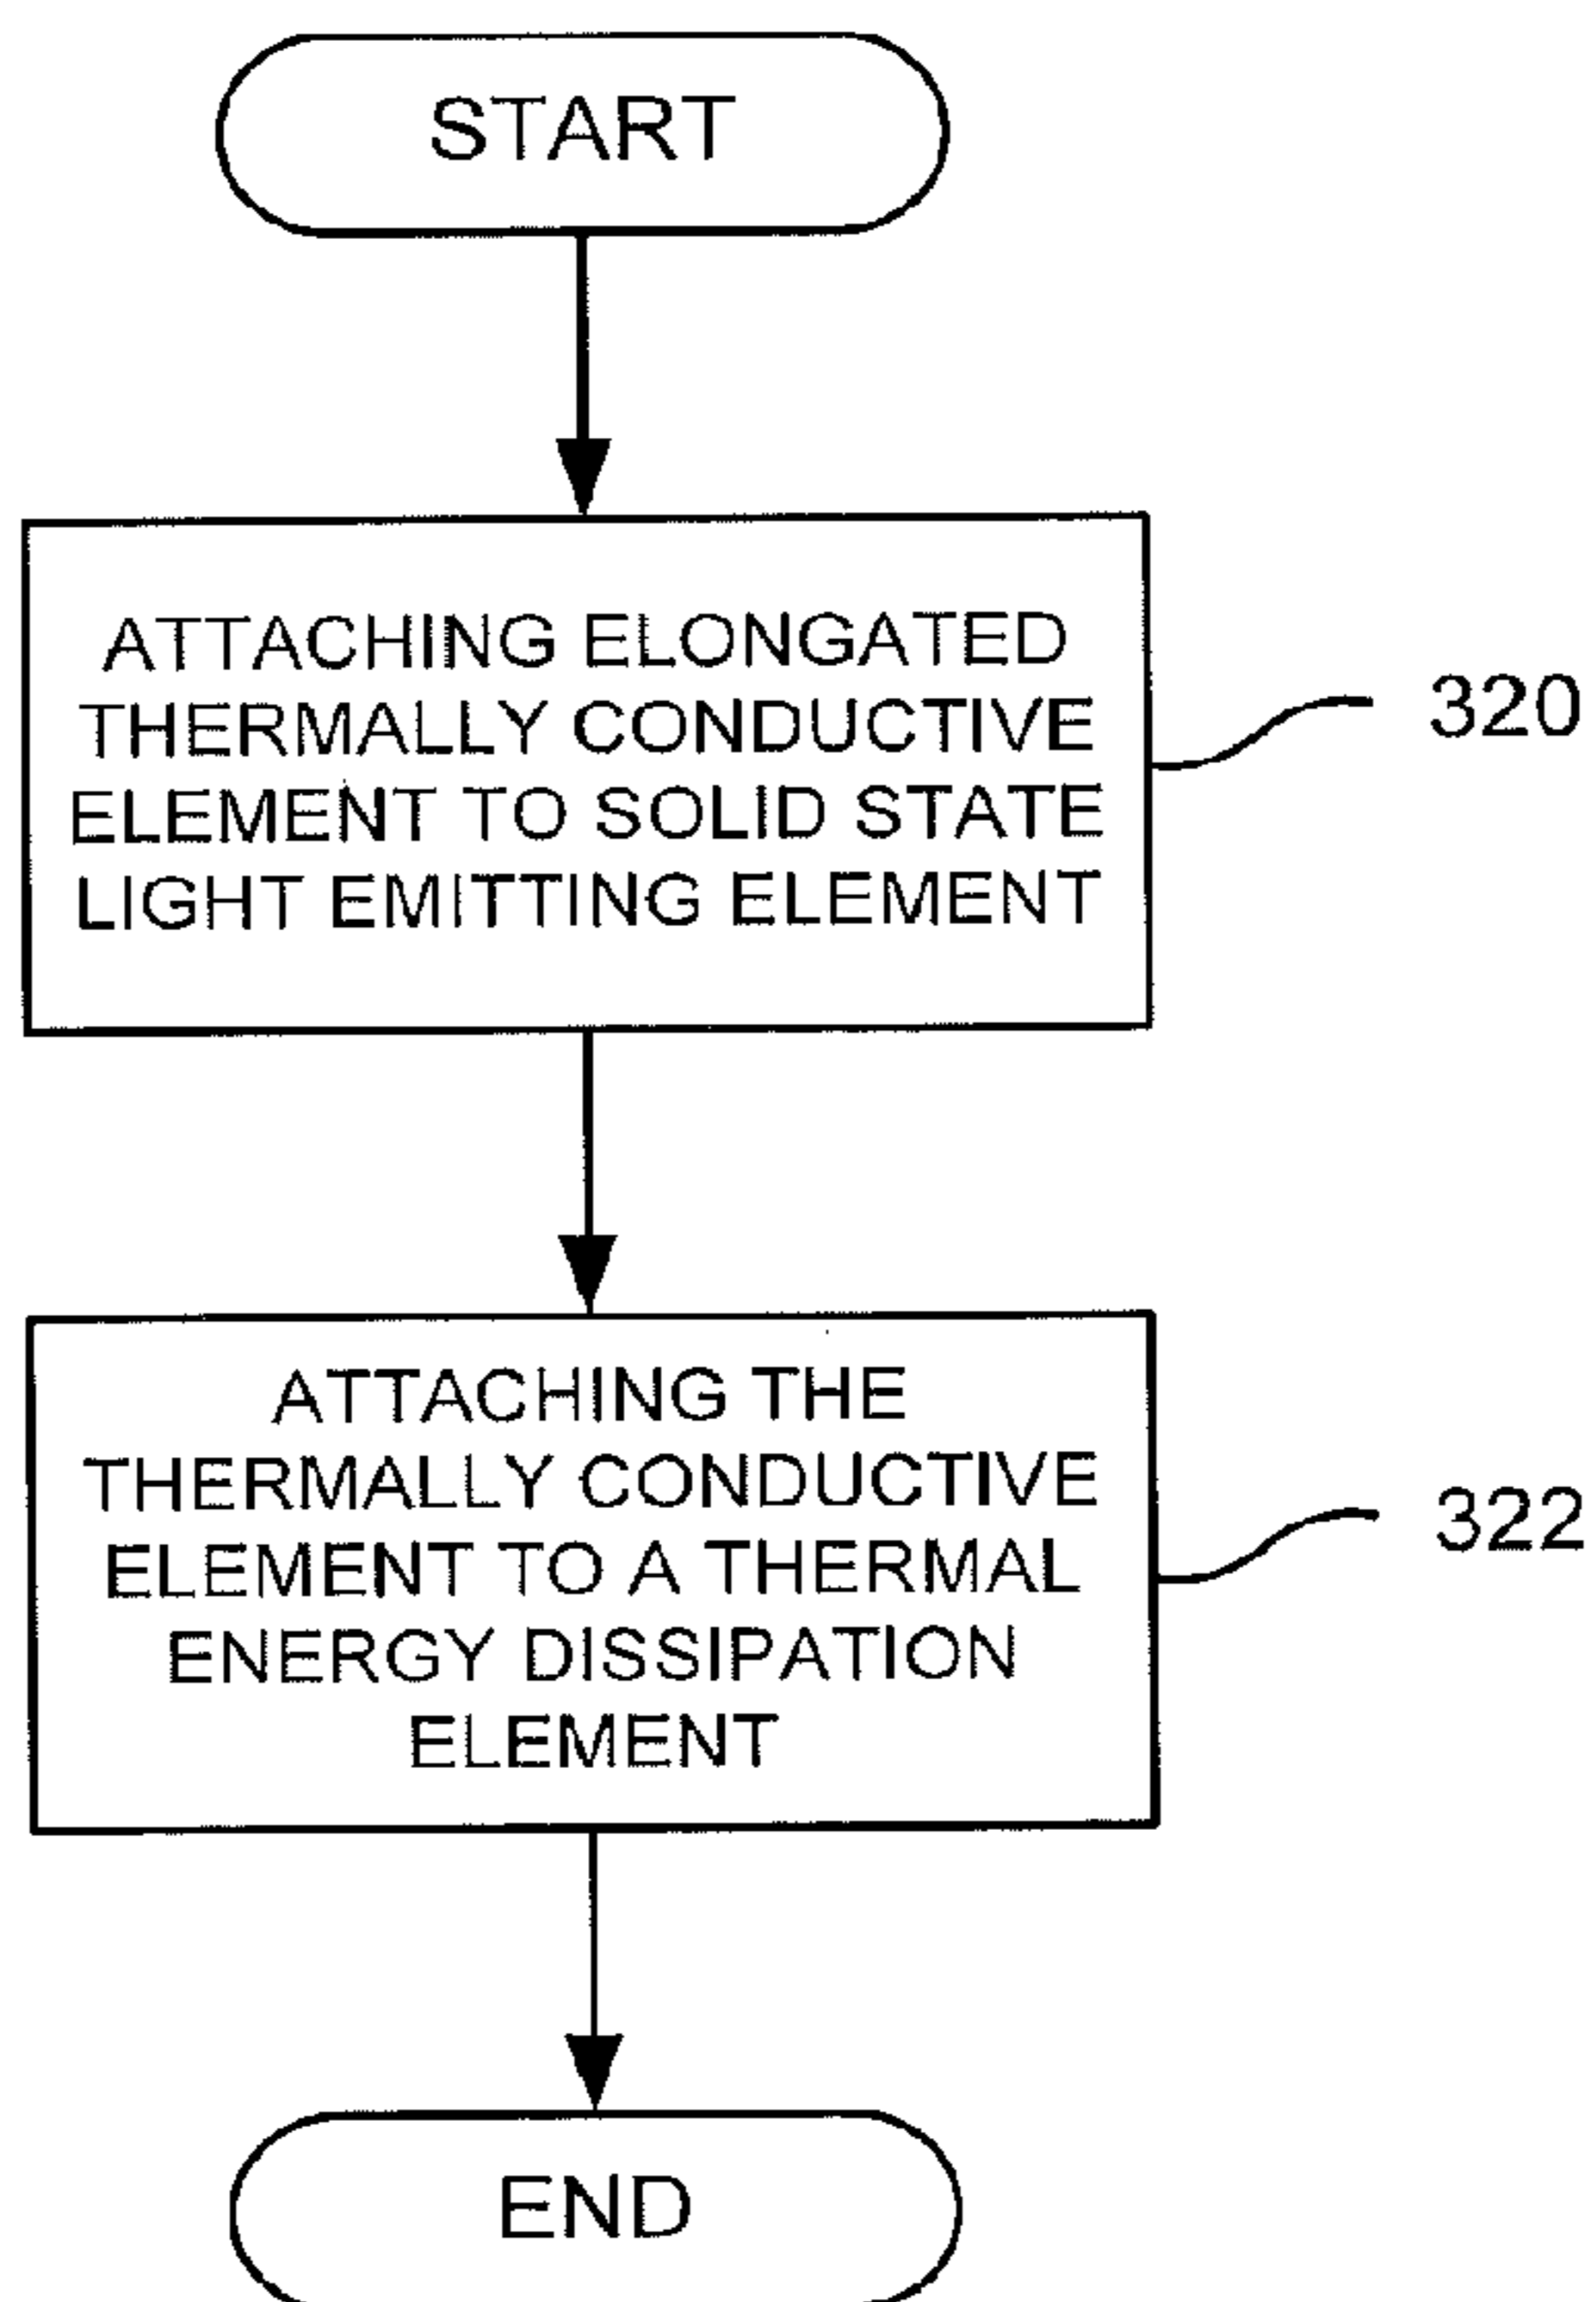 START
ATTACHING ELONGATED
THERMALLY CONDUCTIVE
ELEMENT TO SOLID STATE
LIGHT EMITTING ELEMENT
320
ATTACHING THE
THERMALLY CONDUCTIVE
ELEMENT TO A THERMAL
ENERGY DISSIPATION
ELEMENT
322
END